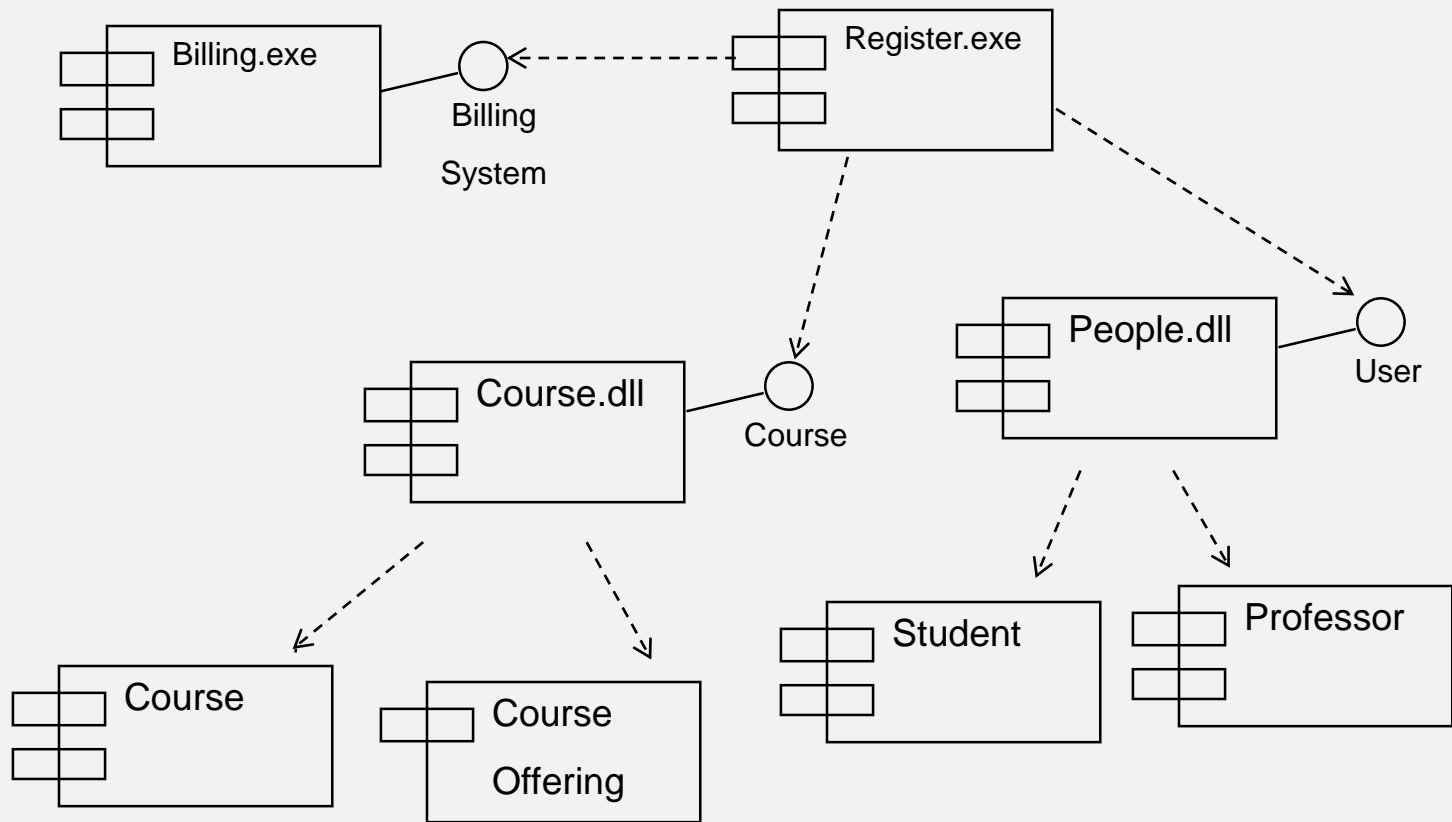 Billing.exe
Register.exe
Billing
System
People.dll
User
Course.dll
Course
Student
Professor
Course
Course
Offering